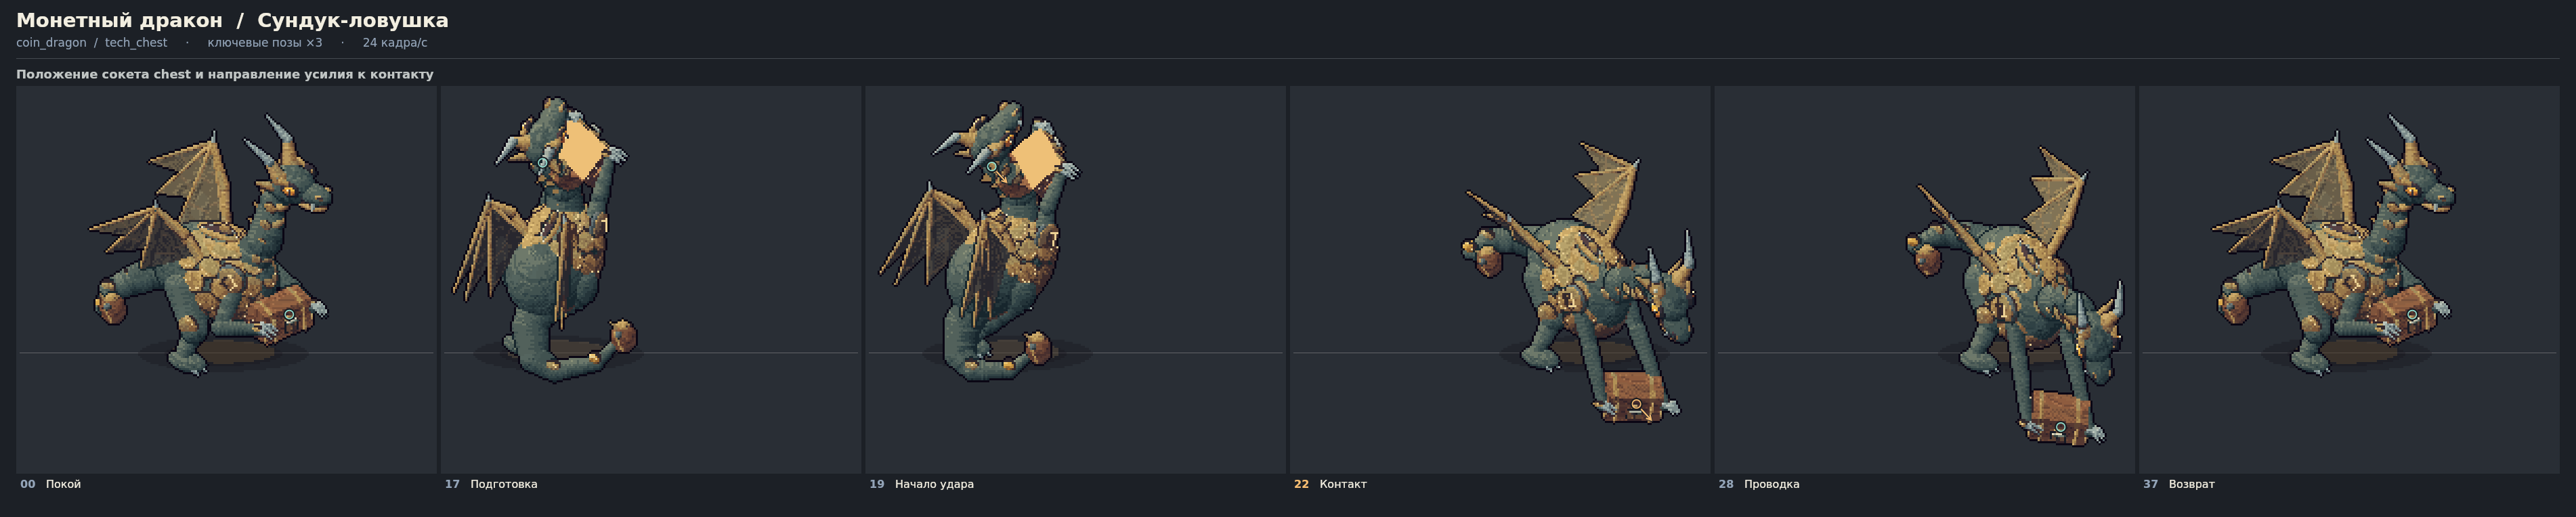 Монетный дракон / Сундук-ловушка
coin_dragon / tech_chest · ключевые позы ×3 · 24 кадра/с
Положение сокета chest и направление усилия к контакту
00 Покой
17 Подготовка
19 Начало удара
22 Контакт
28 Проводка
37 Возврат